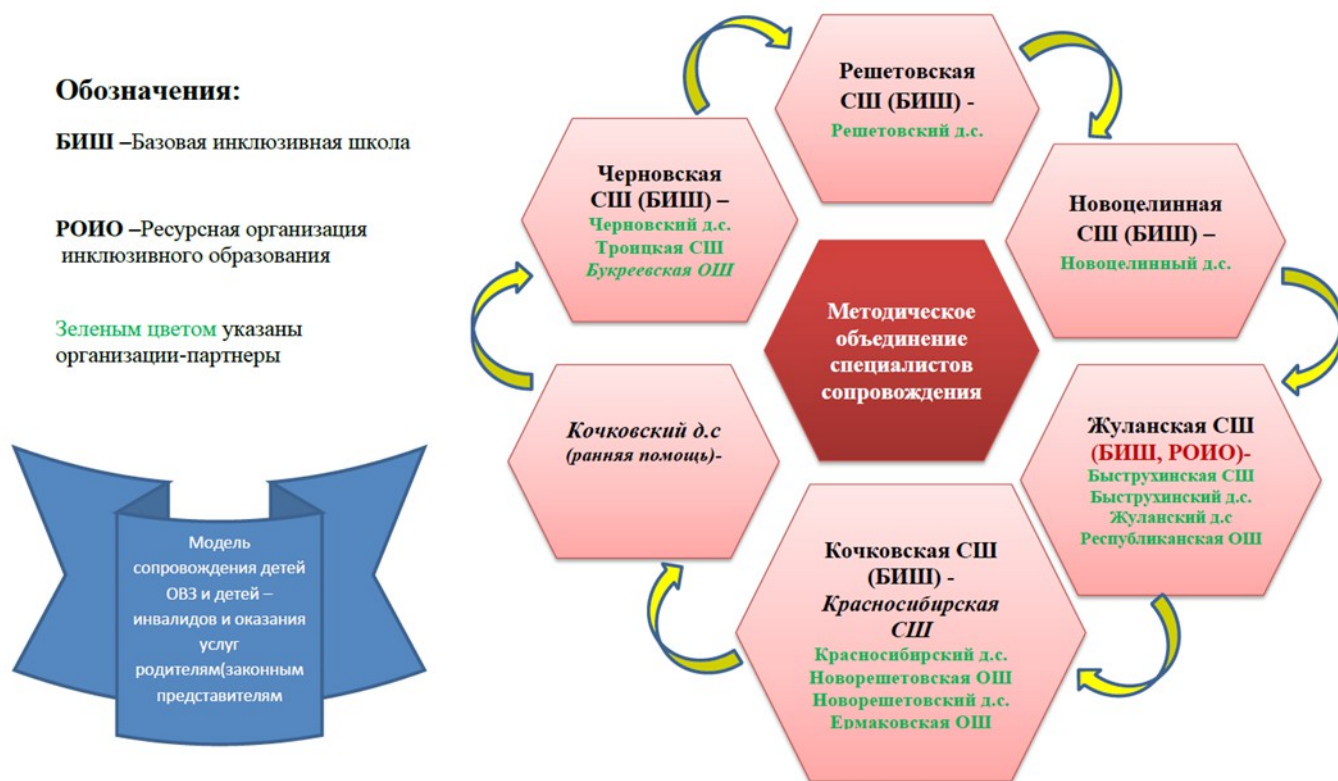 Обозначения:
БИШ –Базовая инклюзивная школа
РОИО –Ресурсная организация
инклюзивного образования
Зеленым цветом указаны
организации-партнеры
Модель
сопровождения детей
ОВЗ и детей –
инвалидов и оказания
услуг
родителям(законным
представителям
Решетовская
СШ (БИШ) -
Решетовский д.с.
Черновская
СШ (БИШ) –
Черновский д.с.
Троицкая СШ
Букреевская ОШ
Новоцелинная
СШ (БИШ) –
Новоцелинный д.с.
Методическое
объединение
специалистов
сопровождения
Кочковский д.с
(ранняя помощь)-
Жуланская СШ
(БИШ, РОИО)-
Быструхинская СШ
Быструхинский д.с.
Жуланский д.с
Республиканская ОШ
Кочковская СШ
(БИШ) -
Красносибирская
СШ
Красносибирский д.с.
Новорешетовская ОШ
Новорешетовский д.с.
Ермаковская ОШ